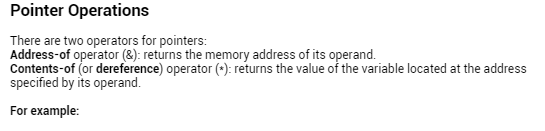 Pointer Operations
There are two operators for pointers:
Address-of operator (&): returns the memory address of its operand.
Contents-of (or dereference) operator (*): returns the value of the variable located at the address
specified by its operand.
For example: